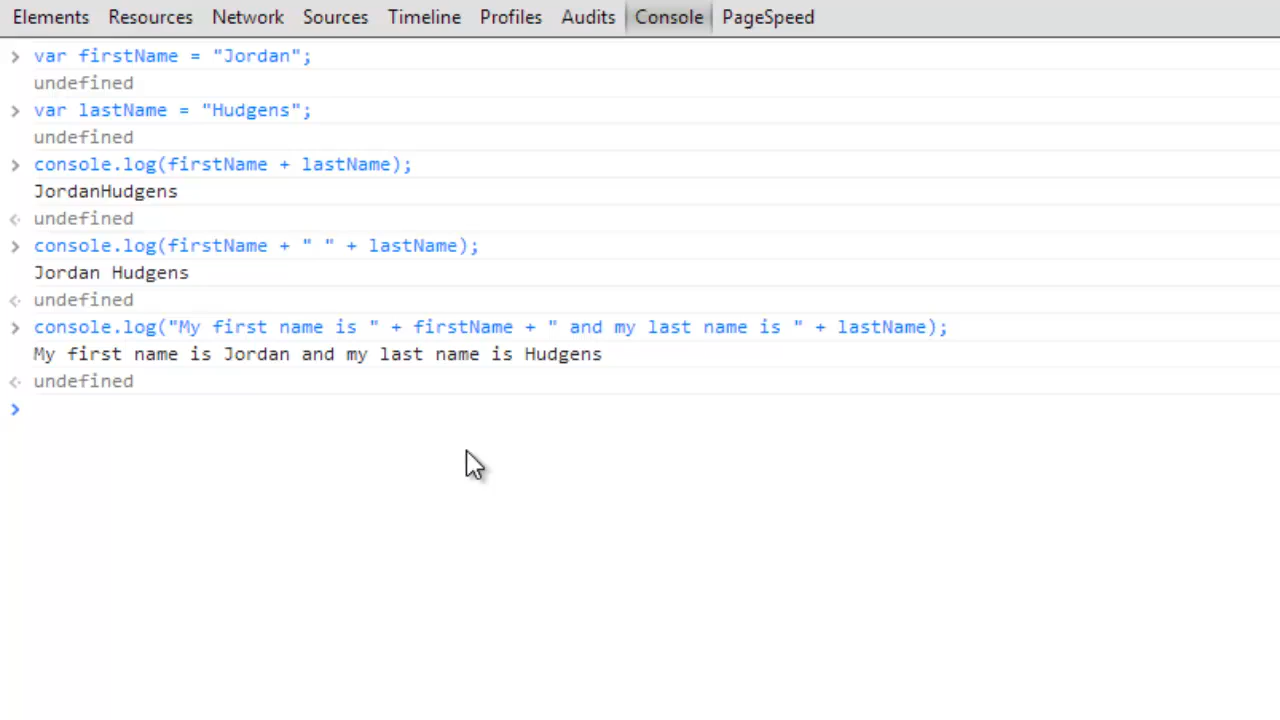 Elements Resources Network Sources Timeline Profiles Audits Console PageSpeed
> var firstName = "Jordan";
undefined
> var lastName = "Hudgens";
undefined
> console.log(firstName + lastName);
JordanHudgens
<· undefined
> console.log(firstName + " " + lastName);
Jordan Hudgens
<· undefined
> console.log("My first name is " + firstName + " and my last name is " + lastName);
My first name is Jordan and my last name is Hudgens
<· undefined
>